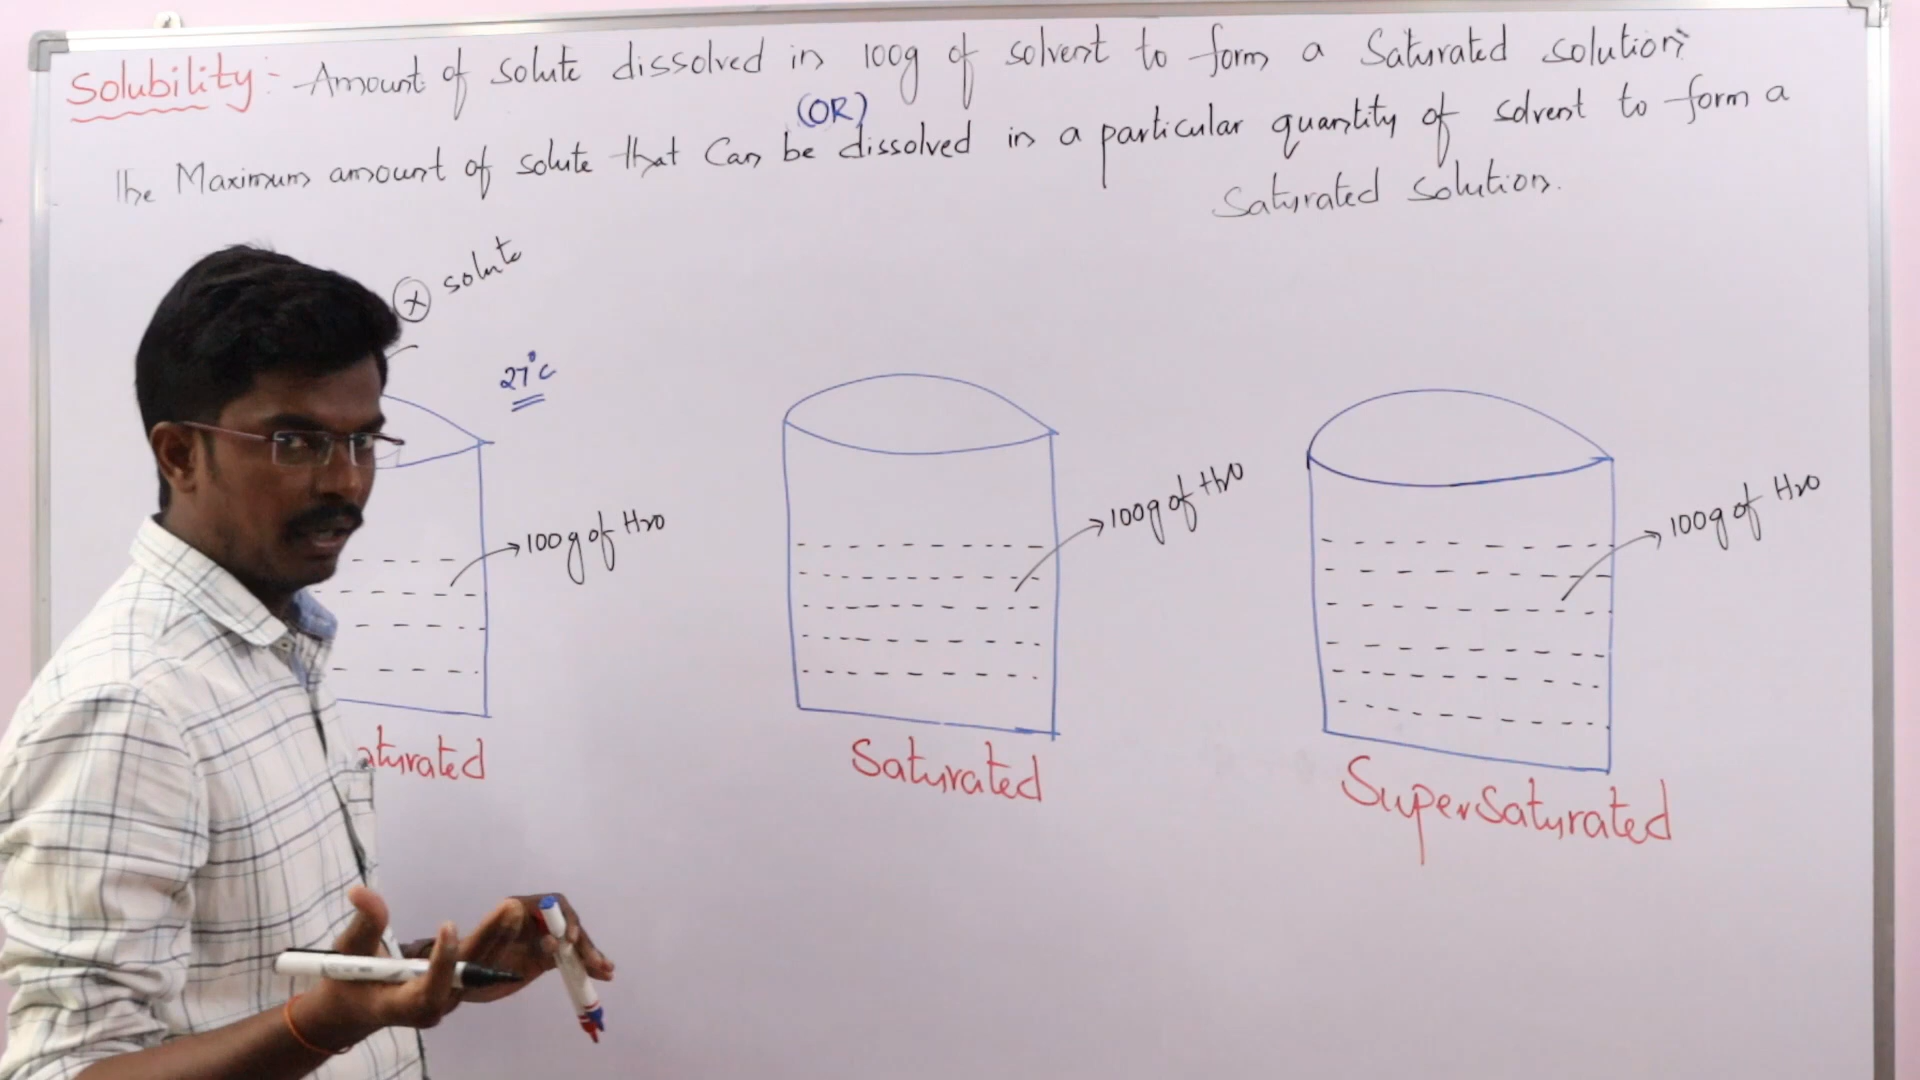 Solubility:- Amount of solute dissolved in 100g of solvent to form a Saturated solution:
(OR)
The Maximum amount of solute that Can be dissolved in a particular quantity of solvent to form a
Saturated solution.
x solute
27°C
100g of H2O
100g of H2O
100g of H2O
aturated
Saturated
SuperSaturated